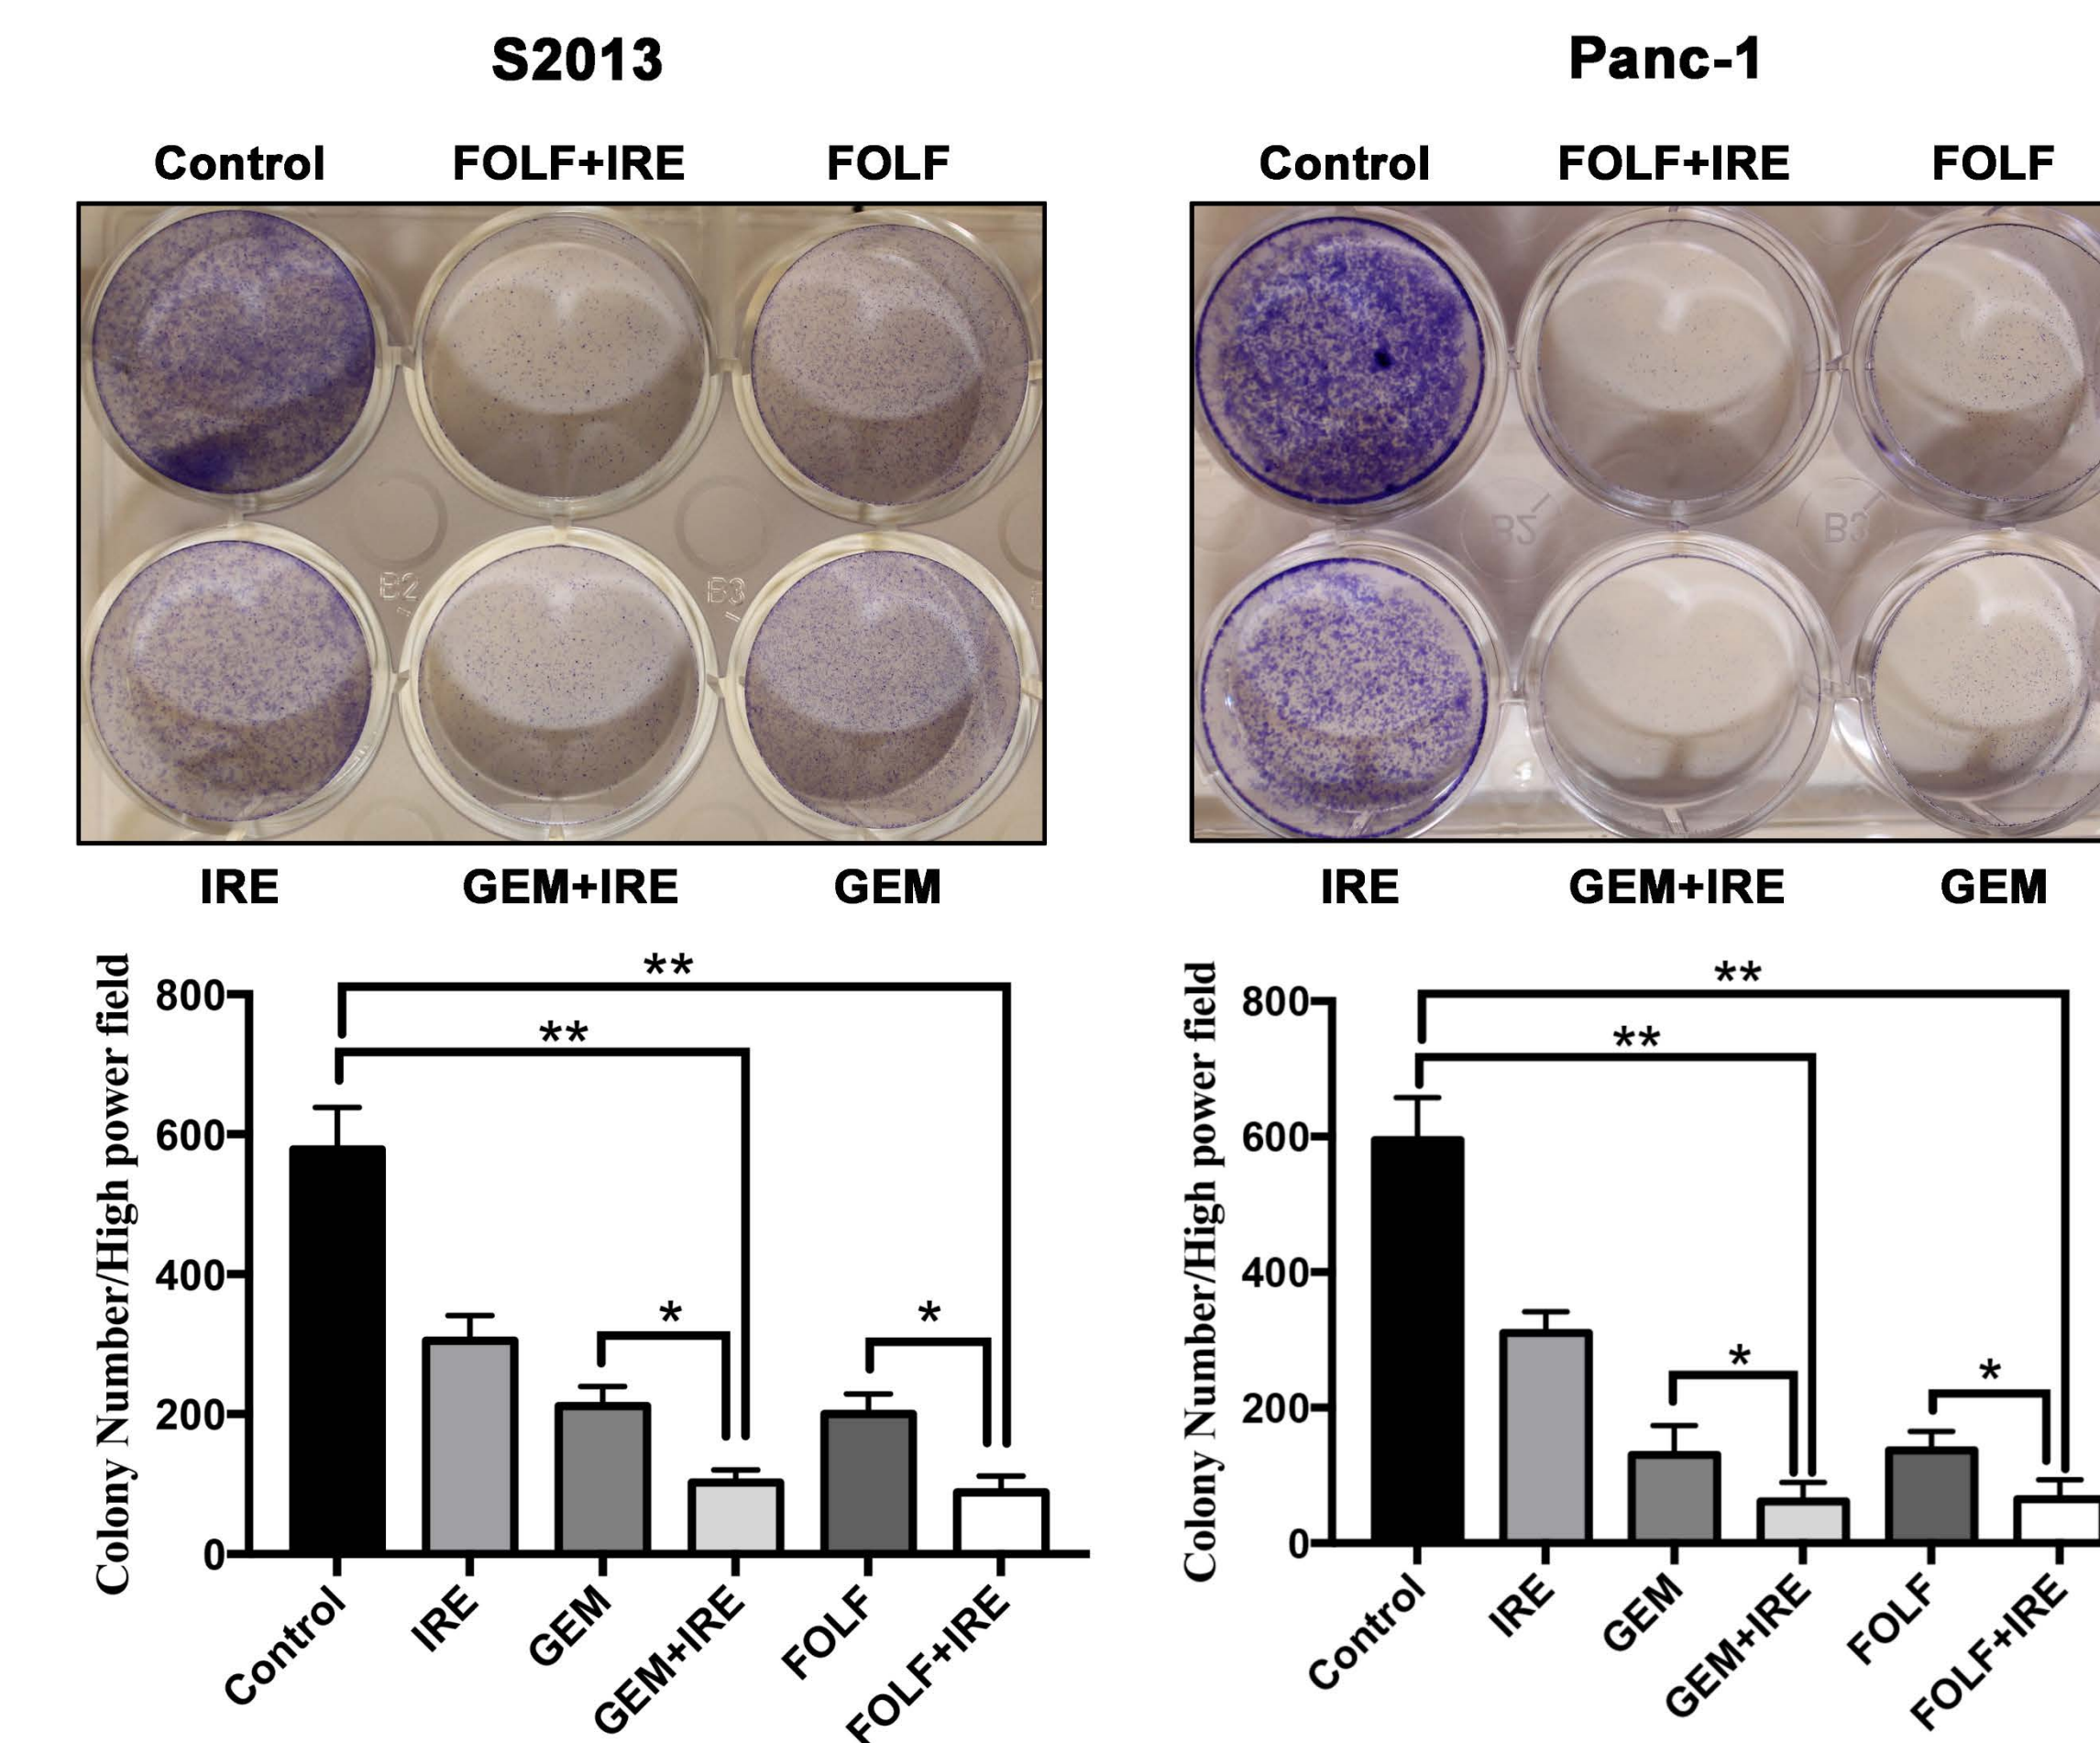 S2013
Panc-1
Control FOLF+IRE FOLF
Control FOLF+IRE FOLF
B2 B3
B2 B3
IRE GEM+IRE GEM
IRE GEM+IRE GEM
Colony Number/High power field
800
600
400
200
0
**
**
*
*
Control
IRE
GEM
GEM+IRE
FOLF
FOLF+IRE
Colony Number/High power field
800
600
400
200
0
**
**
*
*
Control
IRE
GEM
GEM+IRE
FOLF
FOLF+IRE